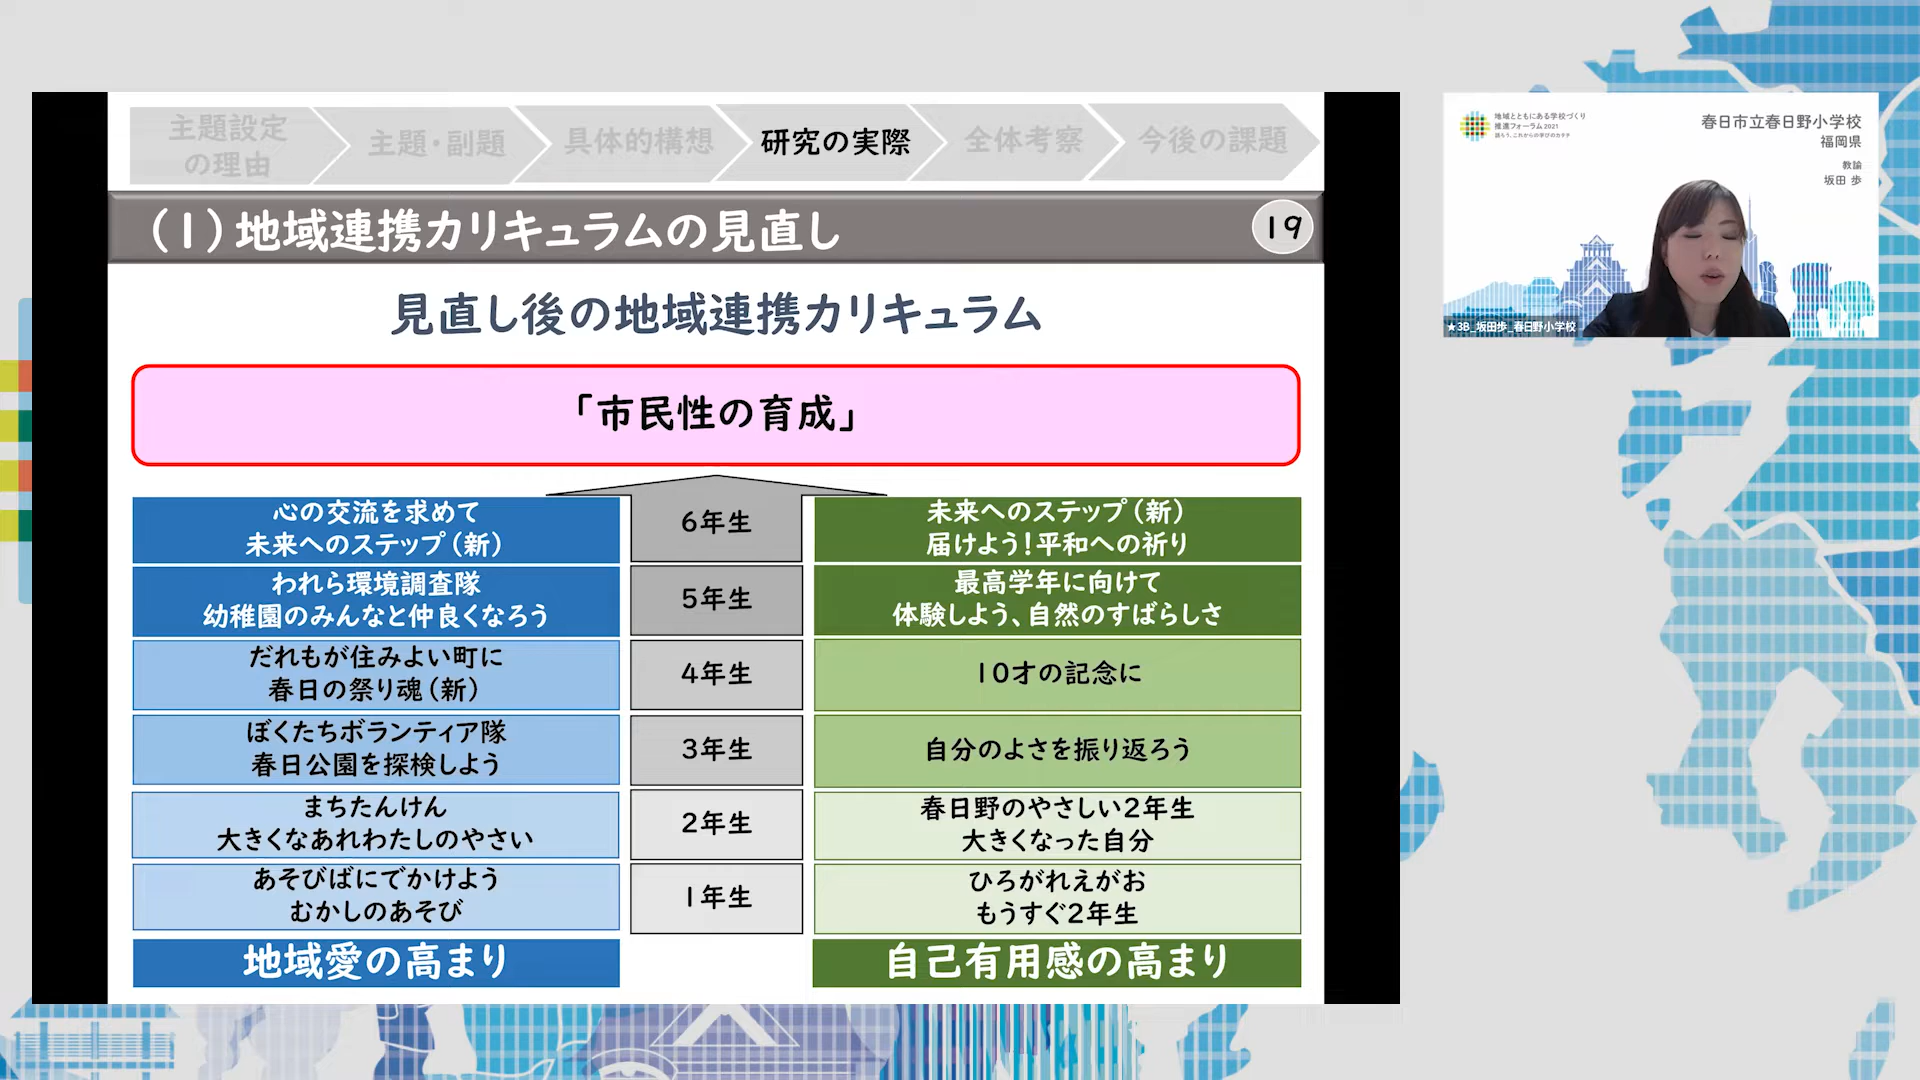 主題設定
の理由
主題・副題
具体的構想
研究の実際
全体考察
今後の課題
(1)地域連携カリキュラムの見直し
19
見直し後の地域連携カリキュラム
「市民性の育成」
心の交流を求めて
未来へのステップ(新)
6年生
未来へのステップ(新)
届けよう!平和への祈り
われら環境調査隊
幼稚園のみんなと仲良くなろう
5年生
最高学年に向けて
体験しよう、自然のすばらしさ
だれもが住みよい町に
春日の祭り魂(新)
4年生
10才の記念に
ぼくたちボランティア隊
春日公園を探検しよう
3年生
自分のよさを振り返ろう
まちたんけん
大きくなあれわたしのやさい
2年生
春日野のやさしい2年生
大きくなった自分
あそびばにでかけよう
むかしのあそび
1年生
ひろがれえがお
もうすぐ2年生
地域愛の高まり
自己有用感の高まり
地域とともにある学校づくり
推進フォーラム2021
語ろう、これからの学びのカタチ
春日市立春日野小学校
福岡県
教諭
坂田 歩
★3B_坂田歩_春日野小学校